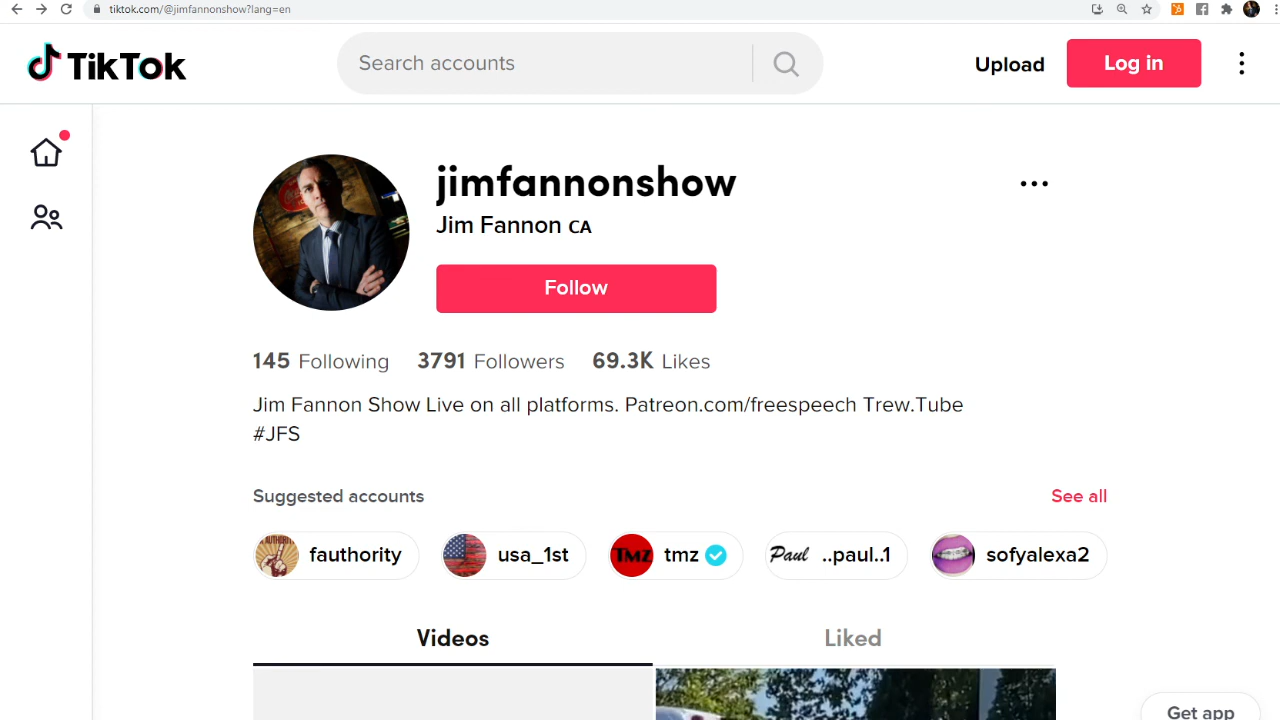 tiktok.com/@jimfannonshow?lang=en
TikTok
Search accounts
Upload
Log in
jimfannonshow
Jim Fannon CA
Follow
145 Following 3791 Followers 69.3K Likes
Jim Fannon Show Live on all platforms. Patreon.com/freespeech Trew.Tube
#JFS
Suggested accounts
See all
fauthority
usa_1st
TMZ tmz
Paul ..paul..1
sofyalexa2
Videos
Liked
Get app